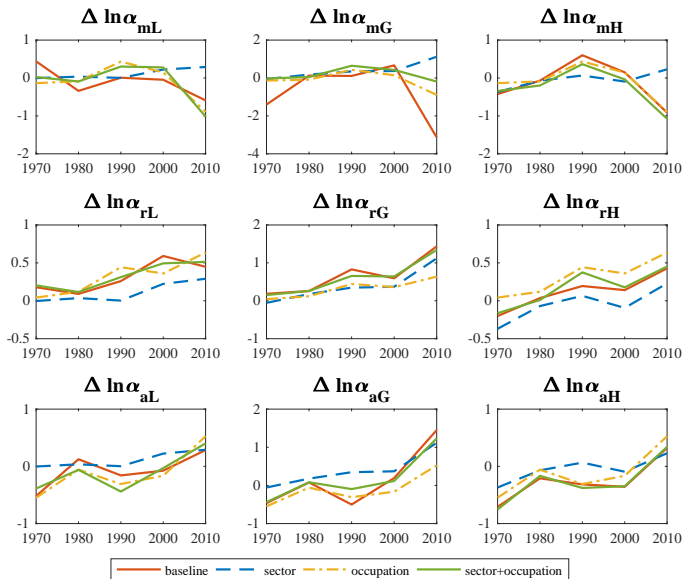 Δ lnα_mL Δ lnα_mG Δ lnα_mH
1 2 1
0 0 0
-1 -2 -1
-2 -4 -2
1970 1980 1990 2000 2010 1970 1980 1990 2000 2010 1970 1980 1990 2000 2010
Δ lnα_rL Δ lnα_rG Δ lnα_rH
1 2 1
0.5 1 0.5
0 0 0
-0.5 -1 -0.5
1970 1980 1990 2000 2010 1970 1980 1990 2000 2010 1970 1980 1990 2000 2010
Δ lnα_aL Δ lnα_aG Δ lnα_aH
1 2 1
1
0 0 0
-1 -1 -1
1970 1980 1990 2000 2010 1970 1980 1990 2000 2010 1970 1980 1990 2000 2010
baseline sector occupation sector+occupation